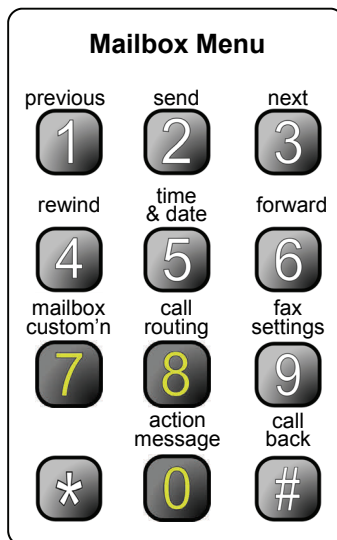 Mailbox Menu
previous send next
1 2 3
rewind time & date forward
4 5 6
mailbox custom'n call routing fax settings
7 8 9
action message call back
* 0 #